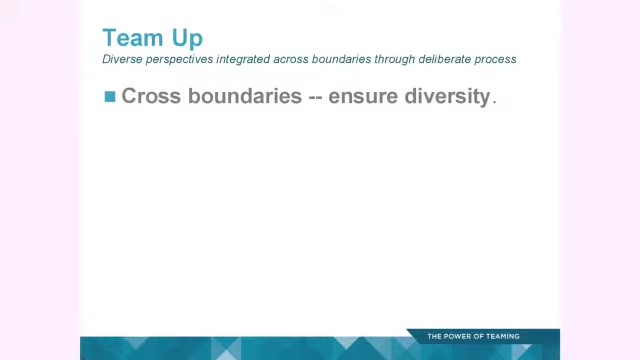 Team Up
Diverse perspectives integrated across boundaries through deliberate process
Cross boundaries -- ensure diversity.
THE POWER OF TEAMING